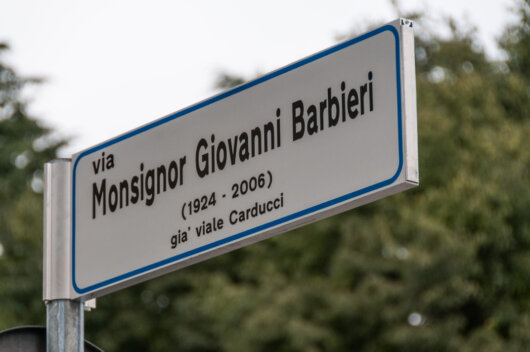 via
Monsignor Giovanni Barbieri
(1924 - 2006)
gia' viale Carducci